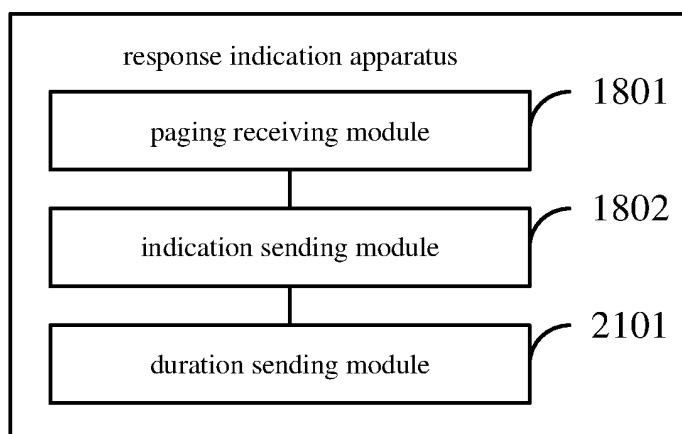 response indication apparatus
1801
paging receiving module
1802
indication sending module
2101
duration sending module